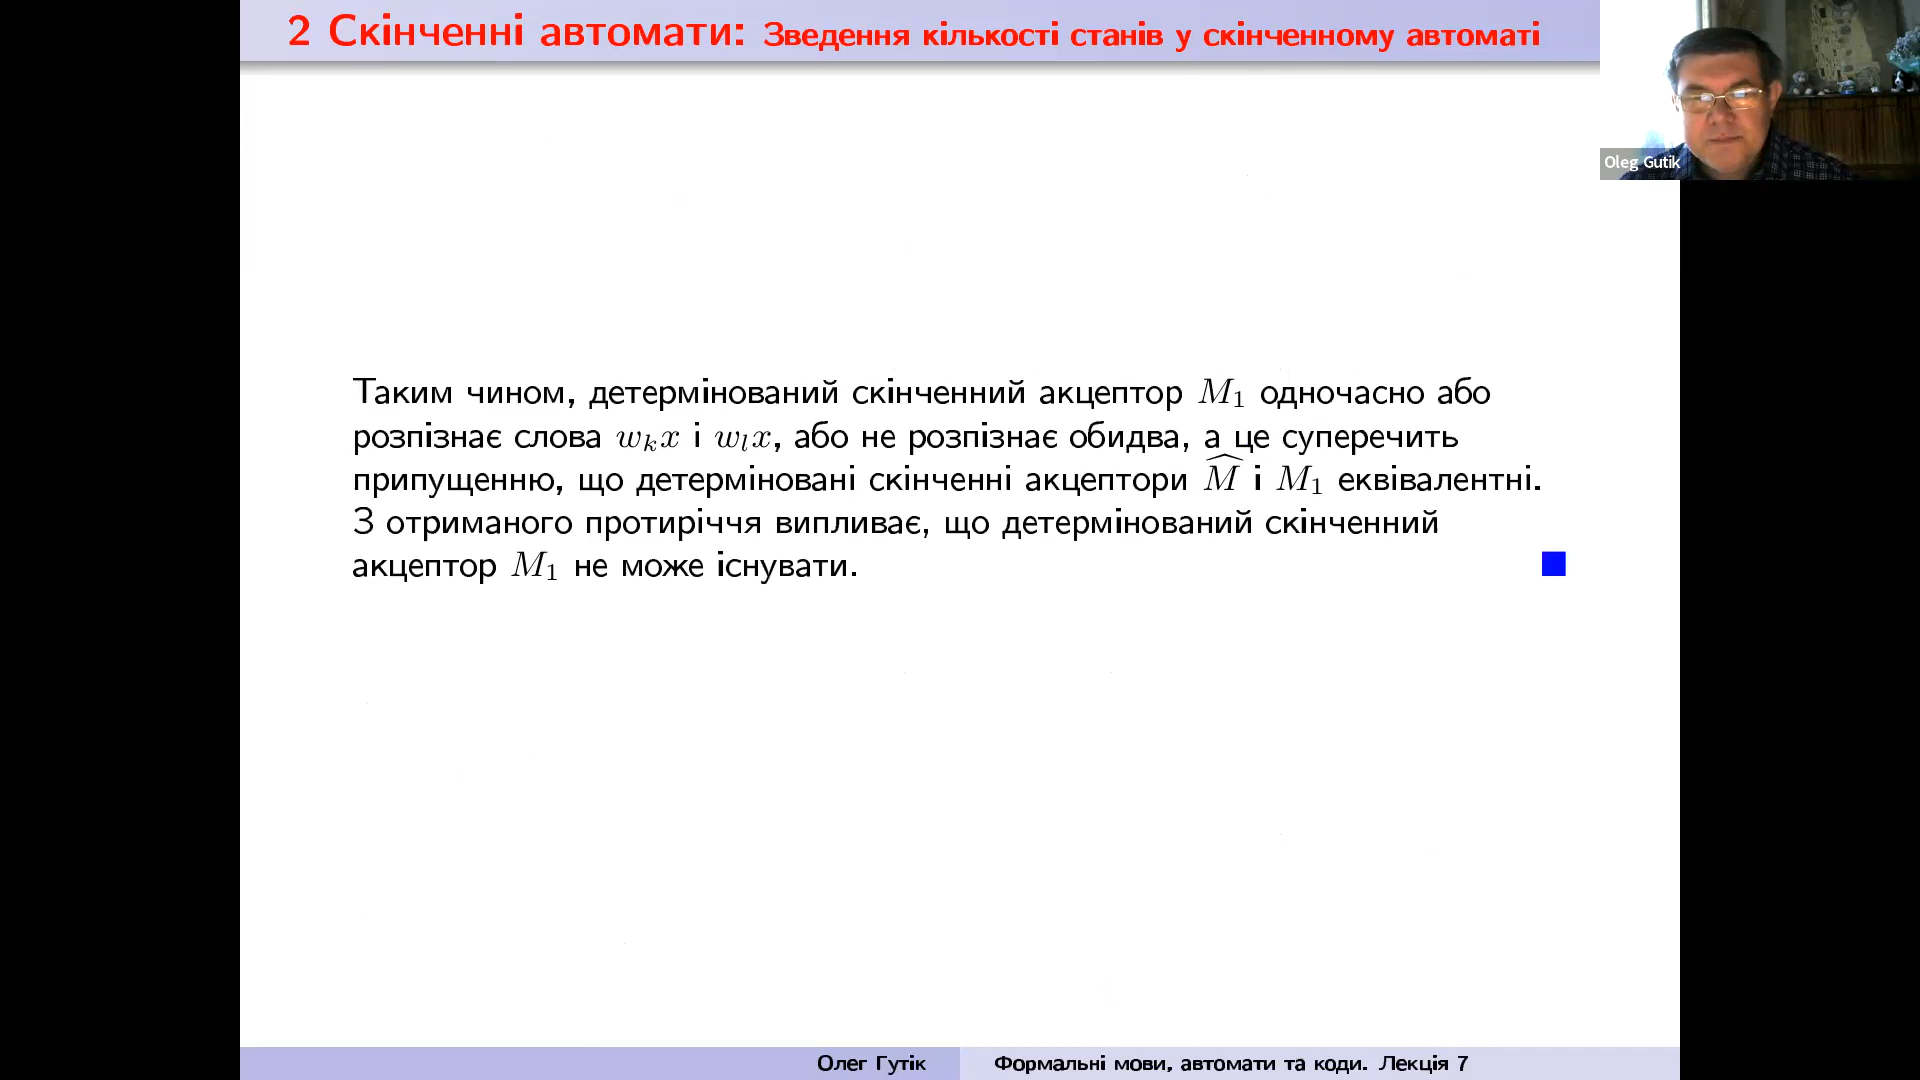 2 Скінченні автомати: Зведення кількості станів у скінченному автоматі
Oleg Gutik
Таким чином, детермінований скінченний акцептор M₁ одночасно або
розпізнає слова wₖx і wₗx, або не розпізнає обидва, а це суперечить
припущенню, що детерміновані скінченні акцептори M̂ і M₁ еквівалентні.
З отриманого протиріччя випливає, що детермінований скінченний
акцептор M₁ не може існувати.
Олег Гутік
Формальні мови, автомати та коди. Лекція 7